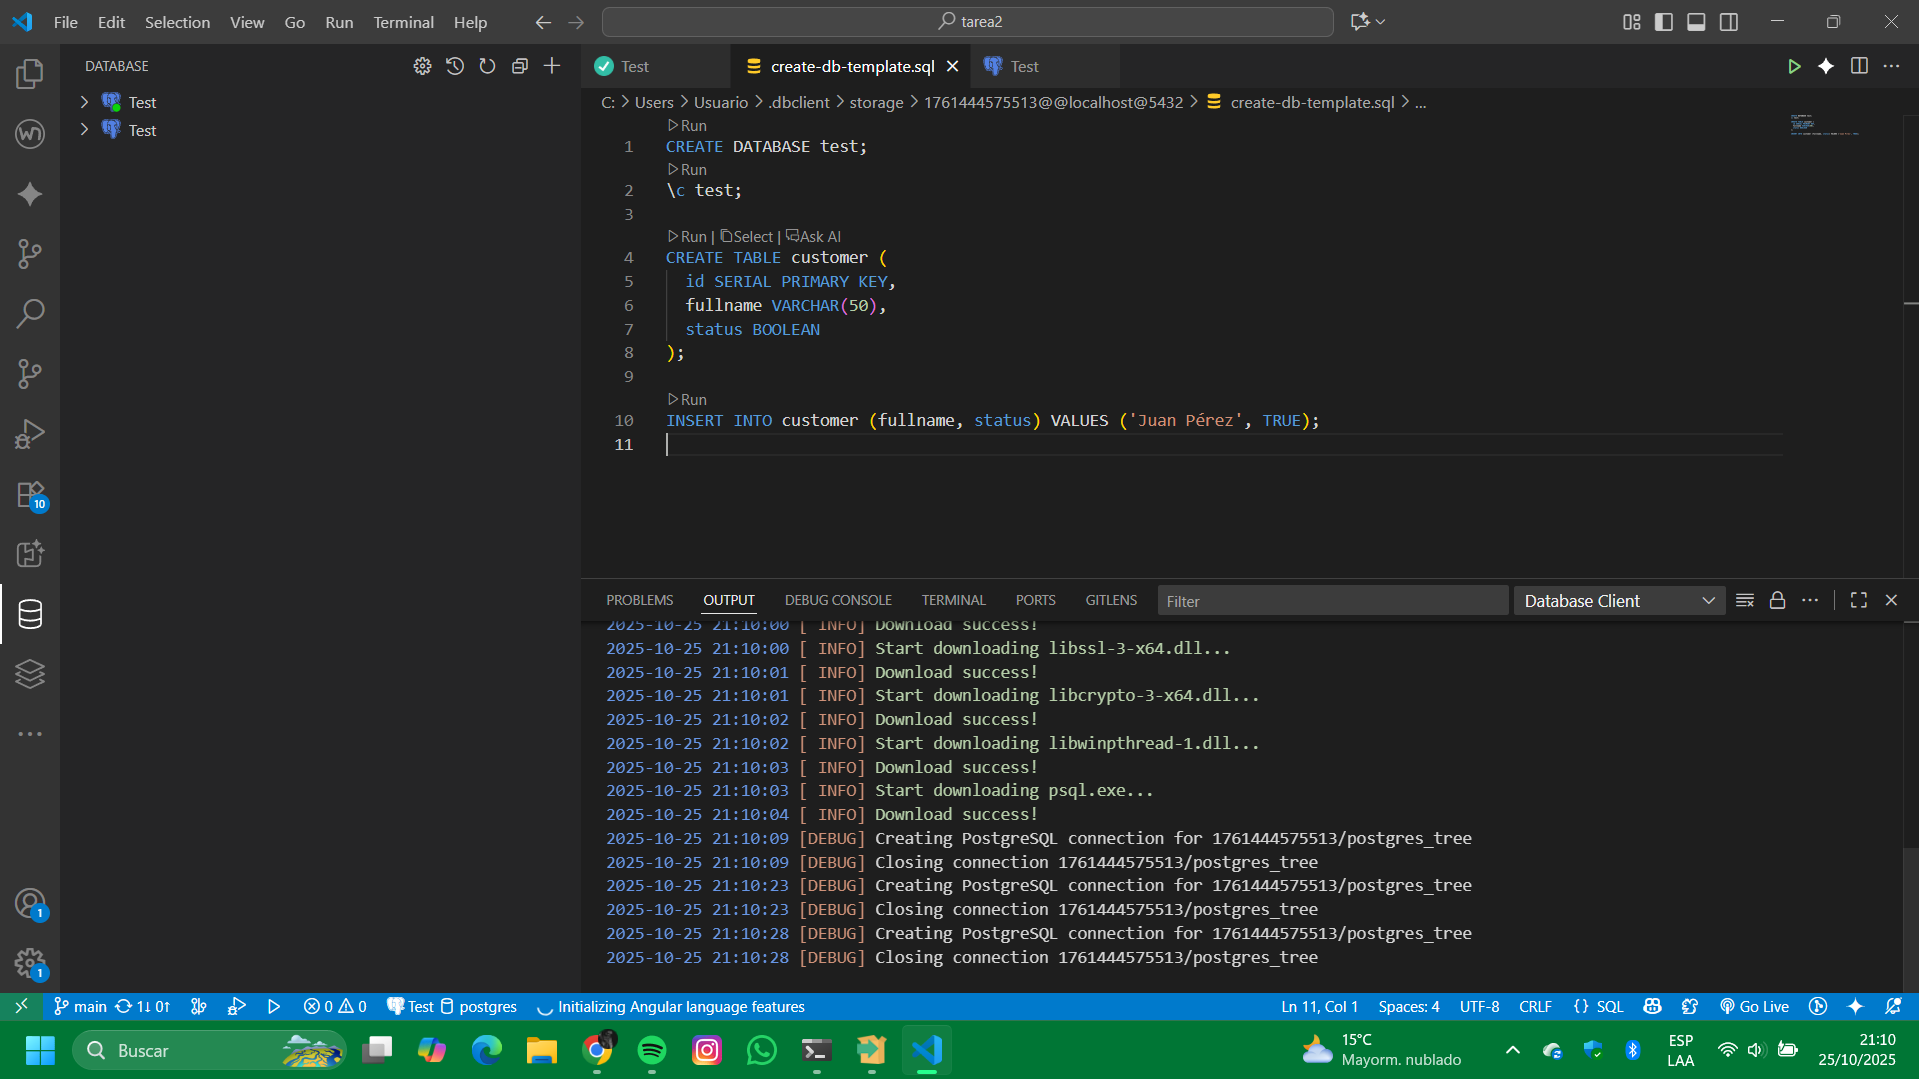 File Edit Selection View Go Run Terminal Help
tarea2
DATABASE
Test
Test
Test
create-db-template.sql
Test
C: > Users > Usuario > .dbclient > storage > 1761444575513@@localhost@5432 > create-db-template.sql > ...
Run
1 CREATE DATABASE test;
Run
2 \c test;
3
Run | Select | Ask AI
4 CREATE TABLE customer (
5 id SERIAL PRIMARY KEY,
6 fullname VARCHAR(50),
7 status BOOLEAN
8 );
9
Run
10 INSERT INTO customer (fullname, status) VALUES ('Juan Pérez', TRUE);
11
PROBLEMS OUTPUT DEBUG CONSOLE TERMINAL PORTS GITLENS
Filter
Database Client
2025-10-25 21:10:00 [ INFO] Download success!
2025-10-25 21:10:00 [ INFO] Start downloading libssl-3-x64.dll...
2025-10-25 21:10:01 [ INFO] Download success!
2025-10-25 21:10:01 [ INFO] Start downloading libcrypto-3-x64.dll...
2025-10-25 21:10:02 [ INFO] Download success!
2025-10-25 21:10:02 [ INFO] Start downloading libwinpthread-1.dll...
2025-10-25 21:10:03 [ INFO] Download success!
2025-10-25 21:10:03 [ INFO] Start downloading psql.exe...
2025-10-25 21:10:04 [ INFO] Download success!
2025-10-25 21:10:09 [DEBUG] Creating PostgreSQL connection for 1761444575513/postgres_tree
2025-10-25 21:10:09 [DEBUG] Closing connection 1761444575513/postgres_tree
2025-10-25 21:10:23 [DEBUG] Creating PostgreSQL connection for 1761444575513/postgres_tree
2025-10-25 21:10:23 [DEBUG] Closing connection 1761444575513/postgres_tree
2025-10-25 21:10:28 [DEBUG] Creating PostgreSQL connection for 1761444575513/postgres_tree
2025-10-25 21:10:28 [DEBUG] Closing connection 1761444575513/postgres_tree
10
1
1
main 1↓ 0↑ 0 0 Test postgres Initializing Angular language features
Ln 11, Col 1 Spaces: 4 UTF-8 CRLF {} SQL Go Live
Buscar
15°C
Mayorm. nublado
ESP
LAA
21:10
25/10/2025